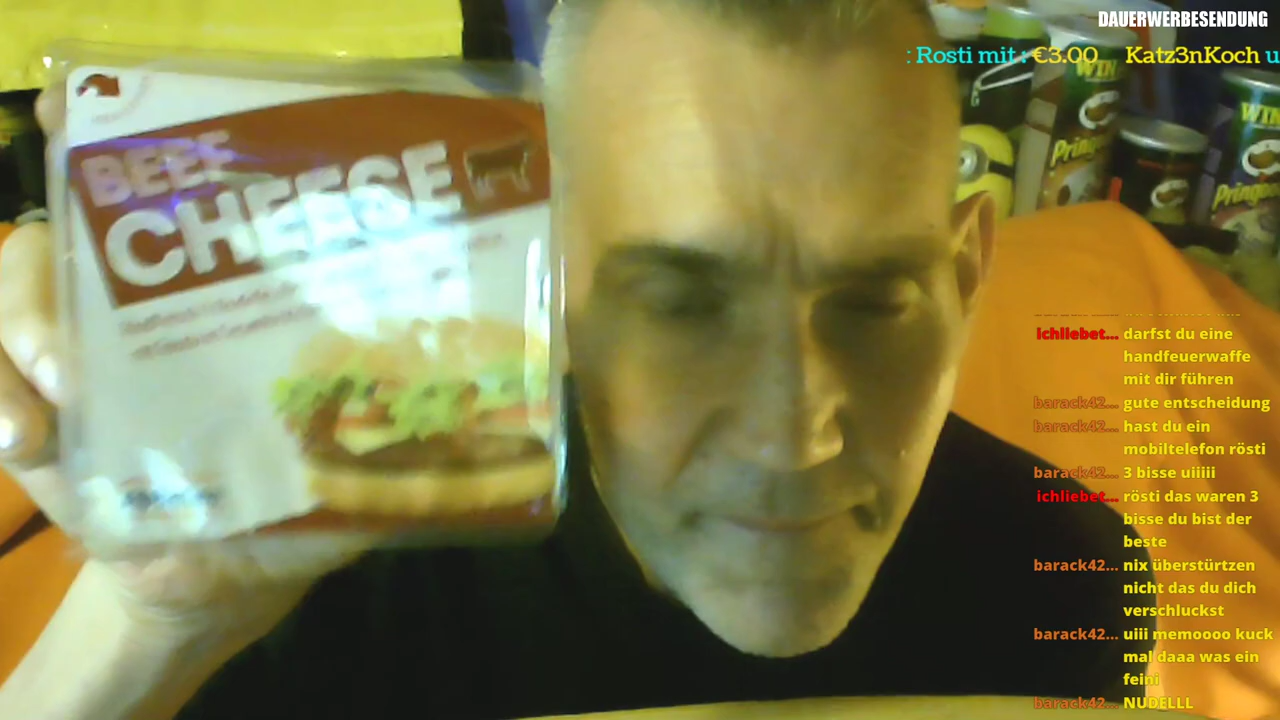 DAUERWERBESENDUNG
: Rosti mit : €3.00 Katz3nKoch u
BEEF
CHEESE
WIN
WIN
Pring
Pringles
ichliebet... darfst du eine
handfeuerwaffe
mit dir führen
barack42... gute entscheidung
barack42... hast du ein
mobiltelefon rösti
barack42... 3 bisse uiiiii
ichliebet... rösti das waren 3
bisse du bist der
beste
barack42... nix überstürtzen
nicht das du dich
verschluckst
barack42... uiii memoooo kuck
mal daaa was ein
feini
barack42... NUDELLL